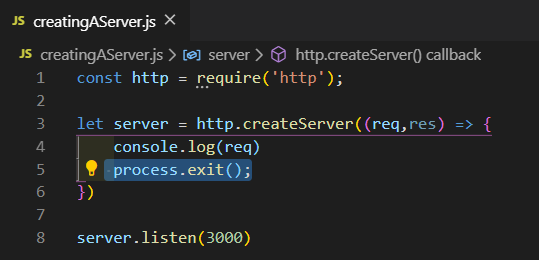 JS creatingAServer.js ×
JS creatingAServer.js > server > http.createServer() callback
1 const http = require('http');
2
3 let server = http.createServer((req,res) => {
4 console.log(req)
5 process.exit();
6 })
7
8 server.listen(3000)